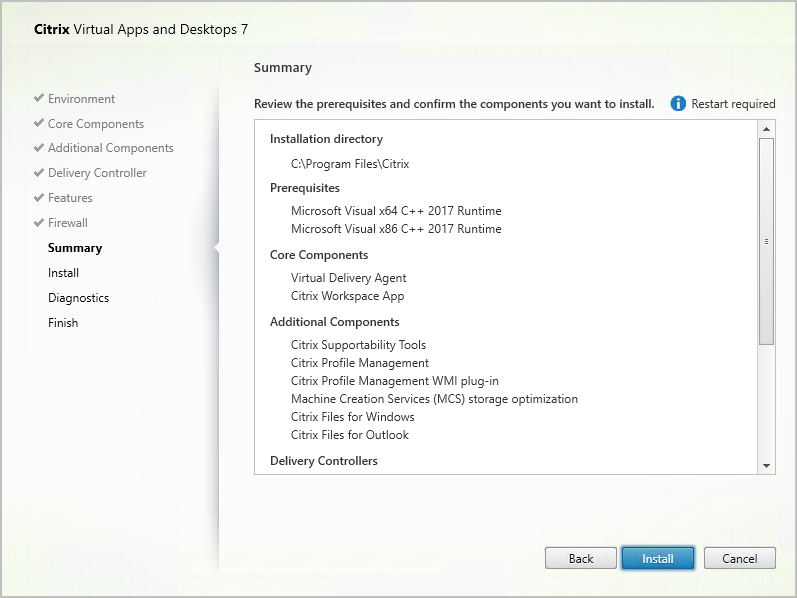 Citrix Virtual Apps and Desktops 7
Environment
Core Components
Additional Components
Delivery Controller
Features
Firewall
Summary
Install
Diagnostics
Finish
Summary
Review the prerequisites and confirm the components you want to install. Restart required
Installation directory
C:\Program Files\Citrix
Prerequisites
Microsoft Visual x64 C++ 2017 Runtime
Microsoft Visual x86 C++ 2017 Runtime
Core Components
Virtual Delivery Agent
Citrix Workspace App
Additional Components
Citrix Supportability Tools
Citrix Profile Management
Citrix Profile Management WMI plug-in
Machine Creation Services (MCS) storage optimization
Citrix Files for Windows
Citrix Files for Outlook
Delivery Controllers
Back Install Cancel